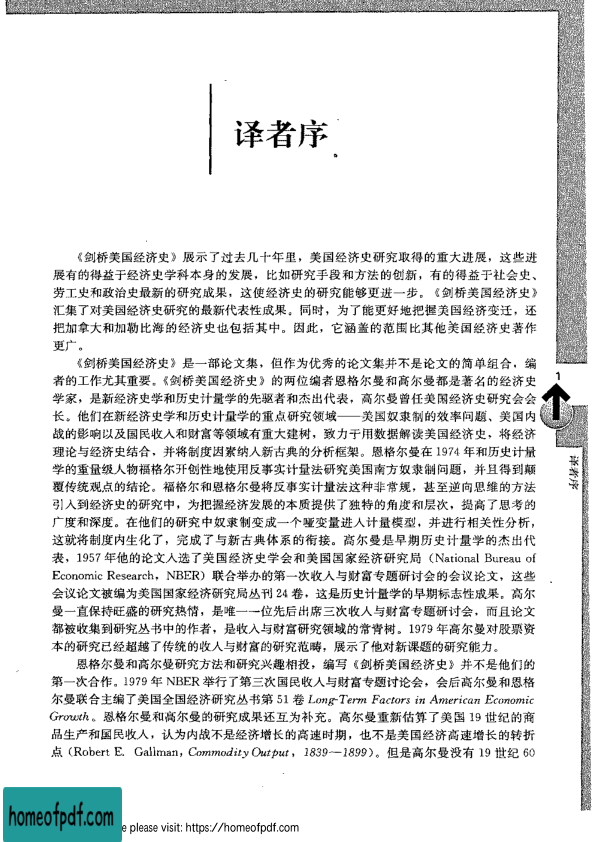 译者序
《剑桥美国经济史》展示了过去几十年里，美国经济史研究取得的重大进展，这些进
展有的得益于经济史学科本身的发展，比如研究手段和方法的创新，有的得益于社会史、
劳工史和政治史最新的研究成果，这使经济史的研究能够更进一步。《剑桥美国经济史》
汇集了对美国经济史研究的最新代表性成果。同时，为了能更好地把握美国经济变迁，还
把加拿大和加勒比海的经济史也包括其中。因此，它涵盖的范围比其他美国经济史著作
更广。
《剑桥美国经济史》是一部论文集，但作为优秀的论文集并不是论文的简单组合，编
者的工作尤其重要。《剑桥美国经济史》的两位编者恩格尔曼和高尔曼都是著名的经济史
学家，是新经济史学和历史计量学的先驱者和杰出代表，高尔曼曾任美国经济史研究会会
长。他们在新经济史学和历史计量学的重点研究领域——美国奴隶制的效率问题、美国内
战的影响以及国民收入和财富等领域有重大建树，致力于用数据解读美国经济史，将经济
理论与经济史结合，并将制度因素纳人新古典的分析框架。恩格尔曼在 1974 年和历史计量
学的重量级人物福格尔开创性地使用反事实计量法研究美国南方奴隶制问题，并且得到颠
覆传统观点的结论。福格尔和恩格尔曼将反事实计量法这种非常规，甚至逆向思维的方法
引人到经济史的研究中，为把握经济发展的本质提供了独特的角度和层次，提高了思考的
广度和深度。在他们的研究中奴隶制变成一个哑变量进人计量模型，并进行相关性分析，
这就将制度内生化了，完成了与新古典体系的衔接。高尔曼是早期历史计量学的杰出代
表，1957 年他的论文人选了美国经济史学会和美国国家经济研究局（National Bureau of
Economic Research，NBER）联合举办的第一次收人与财富专题研讨会的会议论文，这些
会议论文被编为美国国家经济研究局丛刊 24 卷，这是历史计量学的早期标志性成果。高尔
曼一直保持旺盛的研究热情，是唯一一位先后出席三次收人与财富专题研讨会，而且论文
都被收集到研究丛书中的作者，是收人与财富研究领域的常青树。1979 年高尔曼对股票资
本的研究已经超越了传统的收人与财富的研究范畴，展示了他对新课题的研究能力。
恩格尔曼和高尔曼研究方法和研究兴趣相投，编写《剑桥美国经济史》并不是他们的
第一次合作。1979 年 NBER 举行了第三次国民收人与财富专题讨论会，会后高尔曼和恩格
尔曼联合主编了美国全国经济研究丛书第 51 卷 Long-Term Factors in American Economic
Growth。恩格尔曼和高尔曼的研究成果还互为补充。高尔曼重新估算了美国 19 世纪的商
品生产和国民收人，认为内战不是经济增长的高速时期，也不是美国经济高速增长的转折
点（Robert E. Gallman，Commodity Output，1839—1899）。但是高尔曼没有 19 世纪 60
1
译者序
homeofpdf.com
e please visit: https://homeofpdf.com